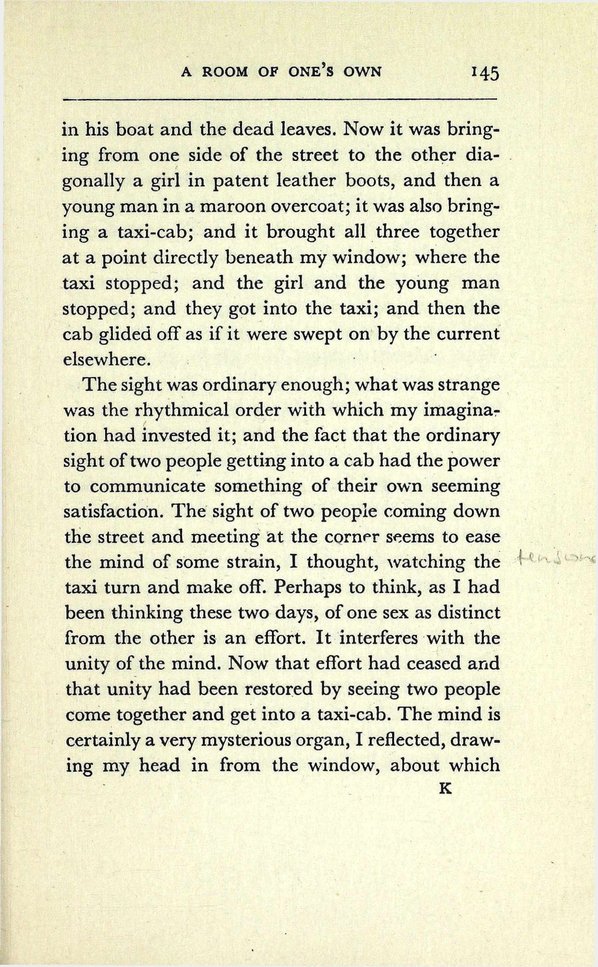 A ROOM OF ONE'S OWN 145
in his boat and the dead leaves. Now it was bring-
ing from one side of the street to the other dia-
gonally a girl in patent leather boots, and then a
young man in a maroon overcoat; it was also bring-
ing a taxi-cab; and it brought all three together
at a point directly beneath my window; where the
taxi stopped; and the girl and the young man
stopped; and they got into the taxi; and then the
cab glided off as if it were swept on by the current
elsewhere.
The sight was ordinary enough; what was strange
was the rhythmical order with which my imagina-
tion had invested it; and the fact that the ordinary
sight of two people getting into a cab had the power
to communicate something of their own seeming
satisfaction. The sight of two people coming down
the street and meeting at the corner seems to ease
the mind of some strain, I thought, watching the
taxi turn and make off. Perhaps to think, as I had
been thinking these two days, of one sex as distinct
from the other is an effort. It interferes with the
unity of the mind. Now that effort had ceased and
that unity had been restored by seeing two people
come together and get into a taxi-cab. The mind is
certainly a very mysterious organ, I reflected, draw-
ing my head in from the window, about which
K